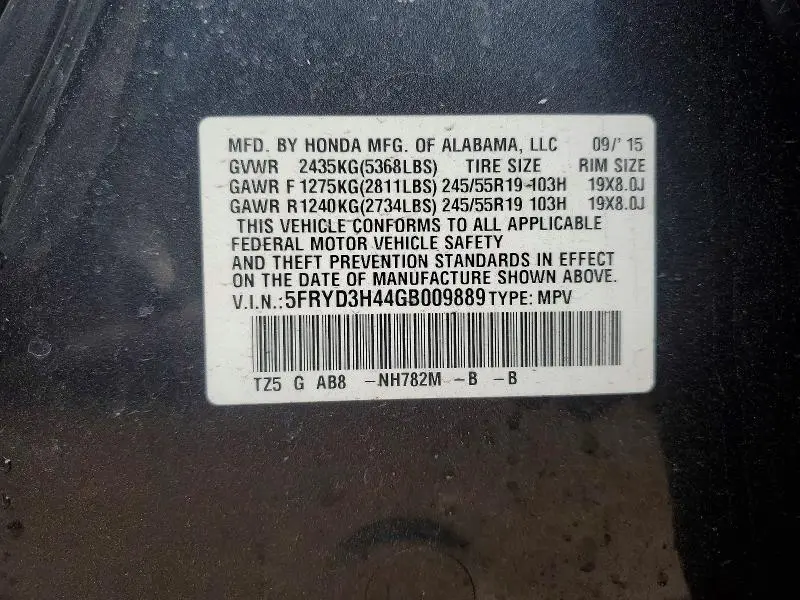 MFD. BY HONDA MFG. OF ALABAMA, LLC 09/'15
GVWR 2435KG(5368LBS) TIRE SIZE RIM SIZE
GAWR F 1275KG(2811LBS) 245/55R19 103H 19X8.0J
GAWR R 1240KG(2734LBS) 245/55R19 103H 19X8.0J
THIS VEHICLE CONFORMS TO ALL APPLICABLE
FEDERAL MOTOR VEHICLE SAFETY
AND THEFT PREVENTION STANDARDS IN EFFECT
ON THE DATE OF MANUFACTURE SHOWN ABOVE.
V.I.N.: 5FRYD3H44GB009889 TYPE: MPV
TZ5 G AB8 -NH782M -B -B